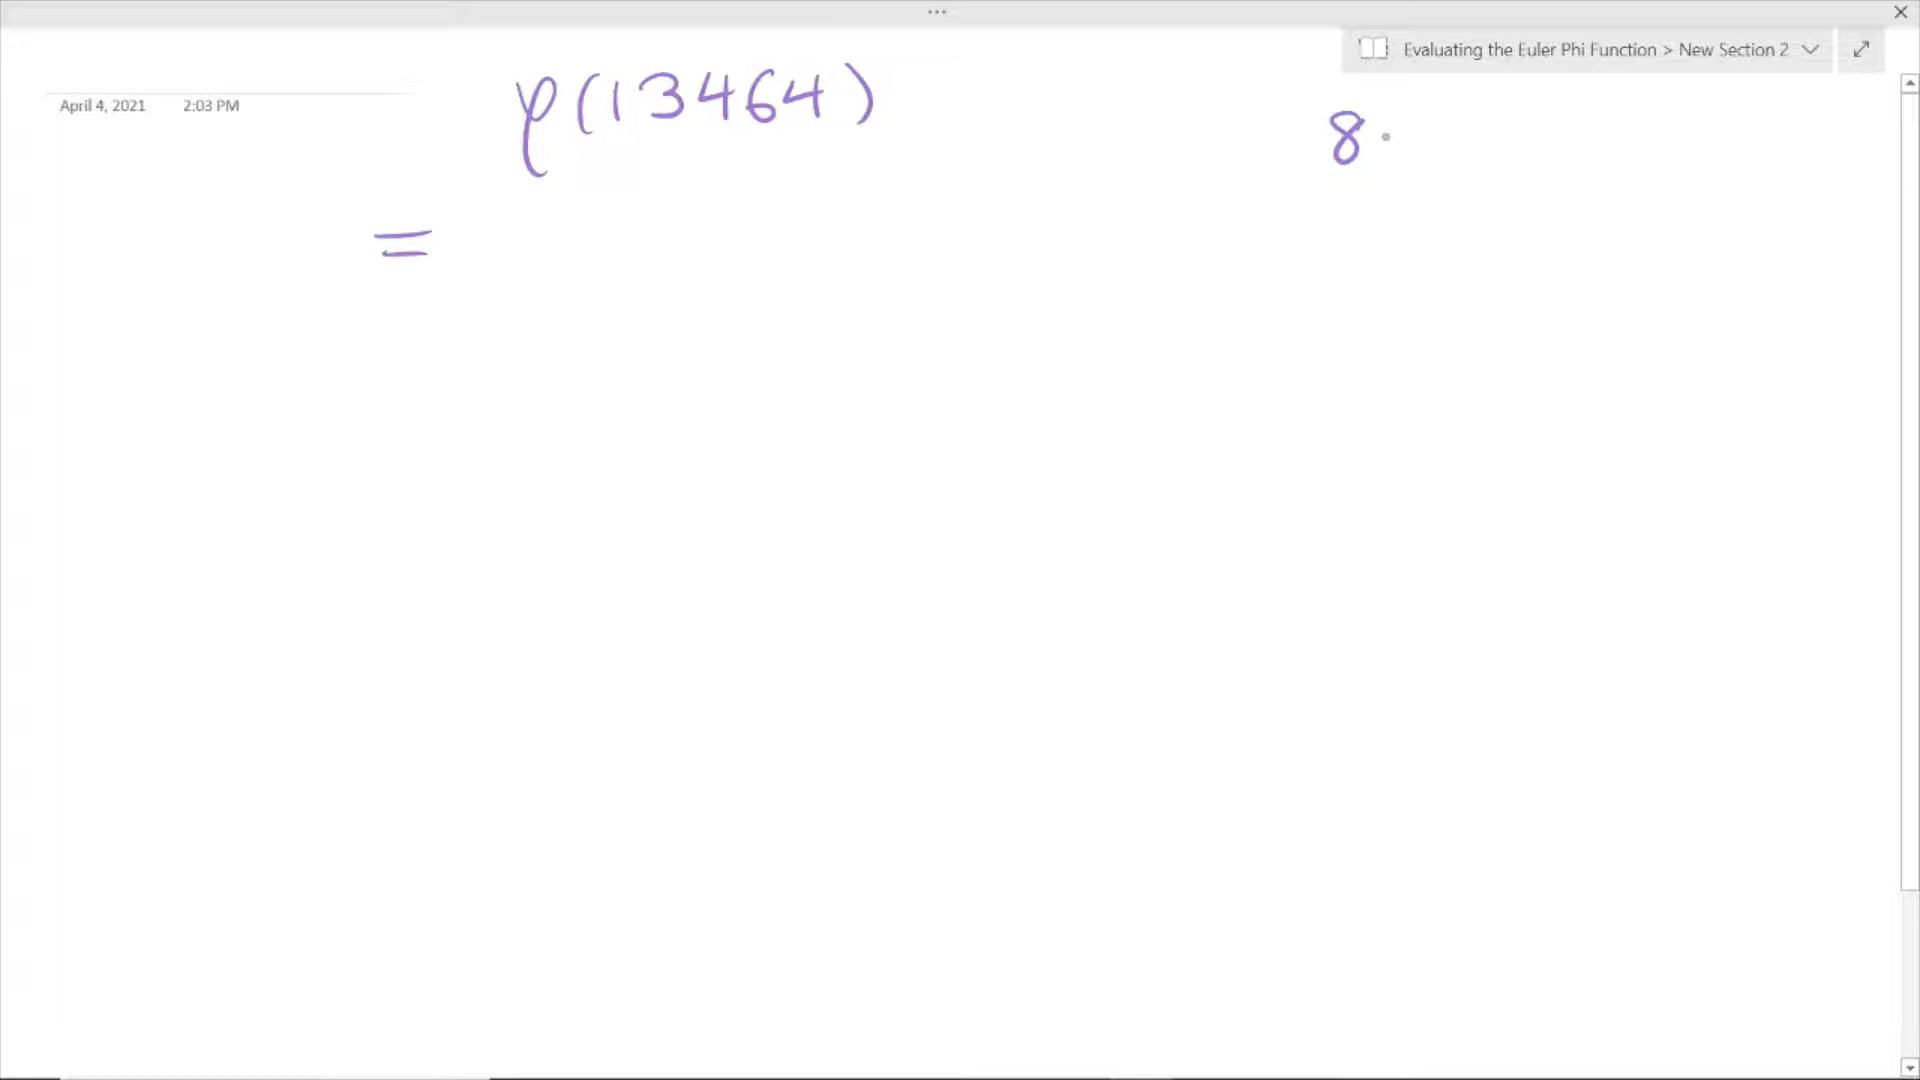 Evaluating the Euler Phi Function > New Section 2
April 4, 2021 2:03 PM
φ(13464)
8·
=